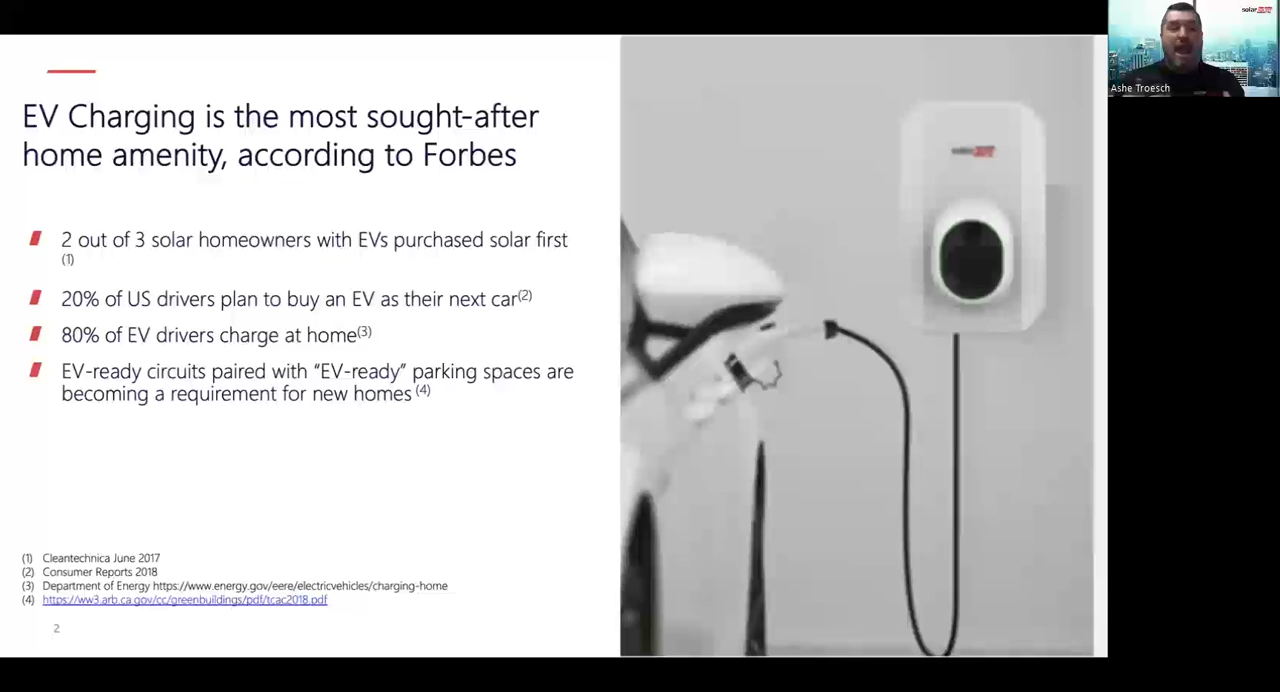 EV Charging is the most sought-after
home amenity, according to Forbes
2 out of 3 solar homeowners with EVs purchased solar first
(1)
20% of US drivers plan to buy an EV as their next car(2)
80% of EV drivers charge at home(3)
EV-ready circuits paired with “EV-ready” parking spaces are
becoming a requirement for new homes (4)
(1) Cleantechnica June 2017
(2) Consumer Reports 2018
(3) Department of Energy https://www.energy.gov/eere/electricvehicles/charging-home
(4) https://ww3.arb.ca.gov/cc/greenbuildings/pdf/tcac2018.pdf
2
solaredge
Ashe Troesch